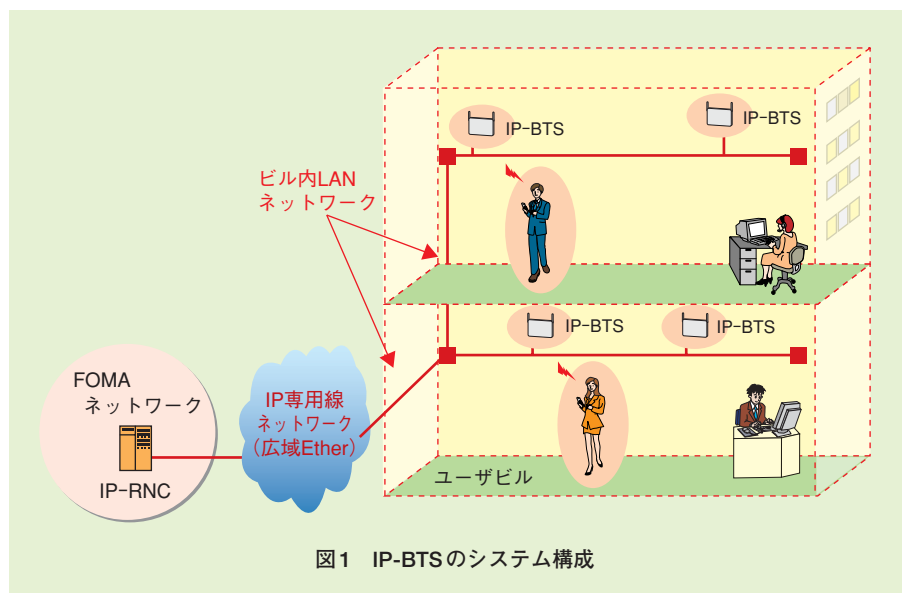 IP-BTS
IP-BTS
ビル内LAN
ネットワーク
IP-BTS
IP-BTS
FOMA
ネットワーク
IP-RNC
IP専用線
ネットワーク
（広域Ether）
ユーザビル
図1 IP-BTSのシステム構成